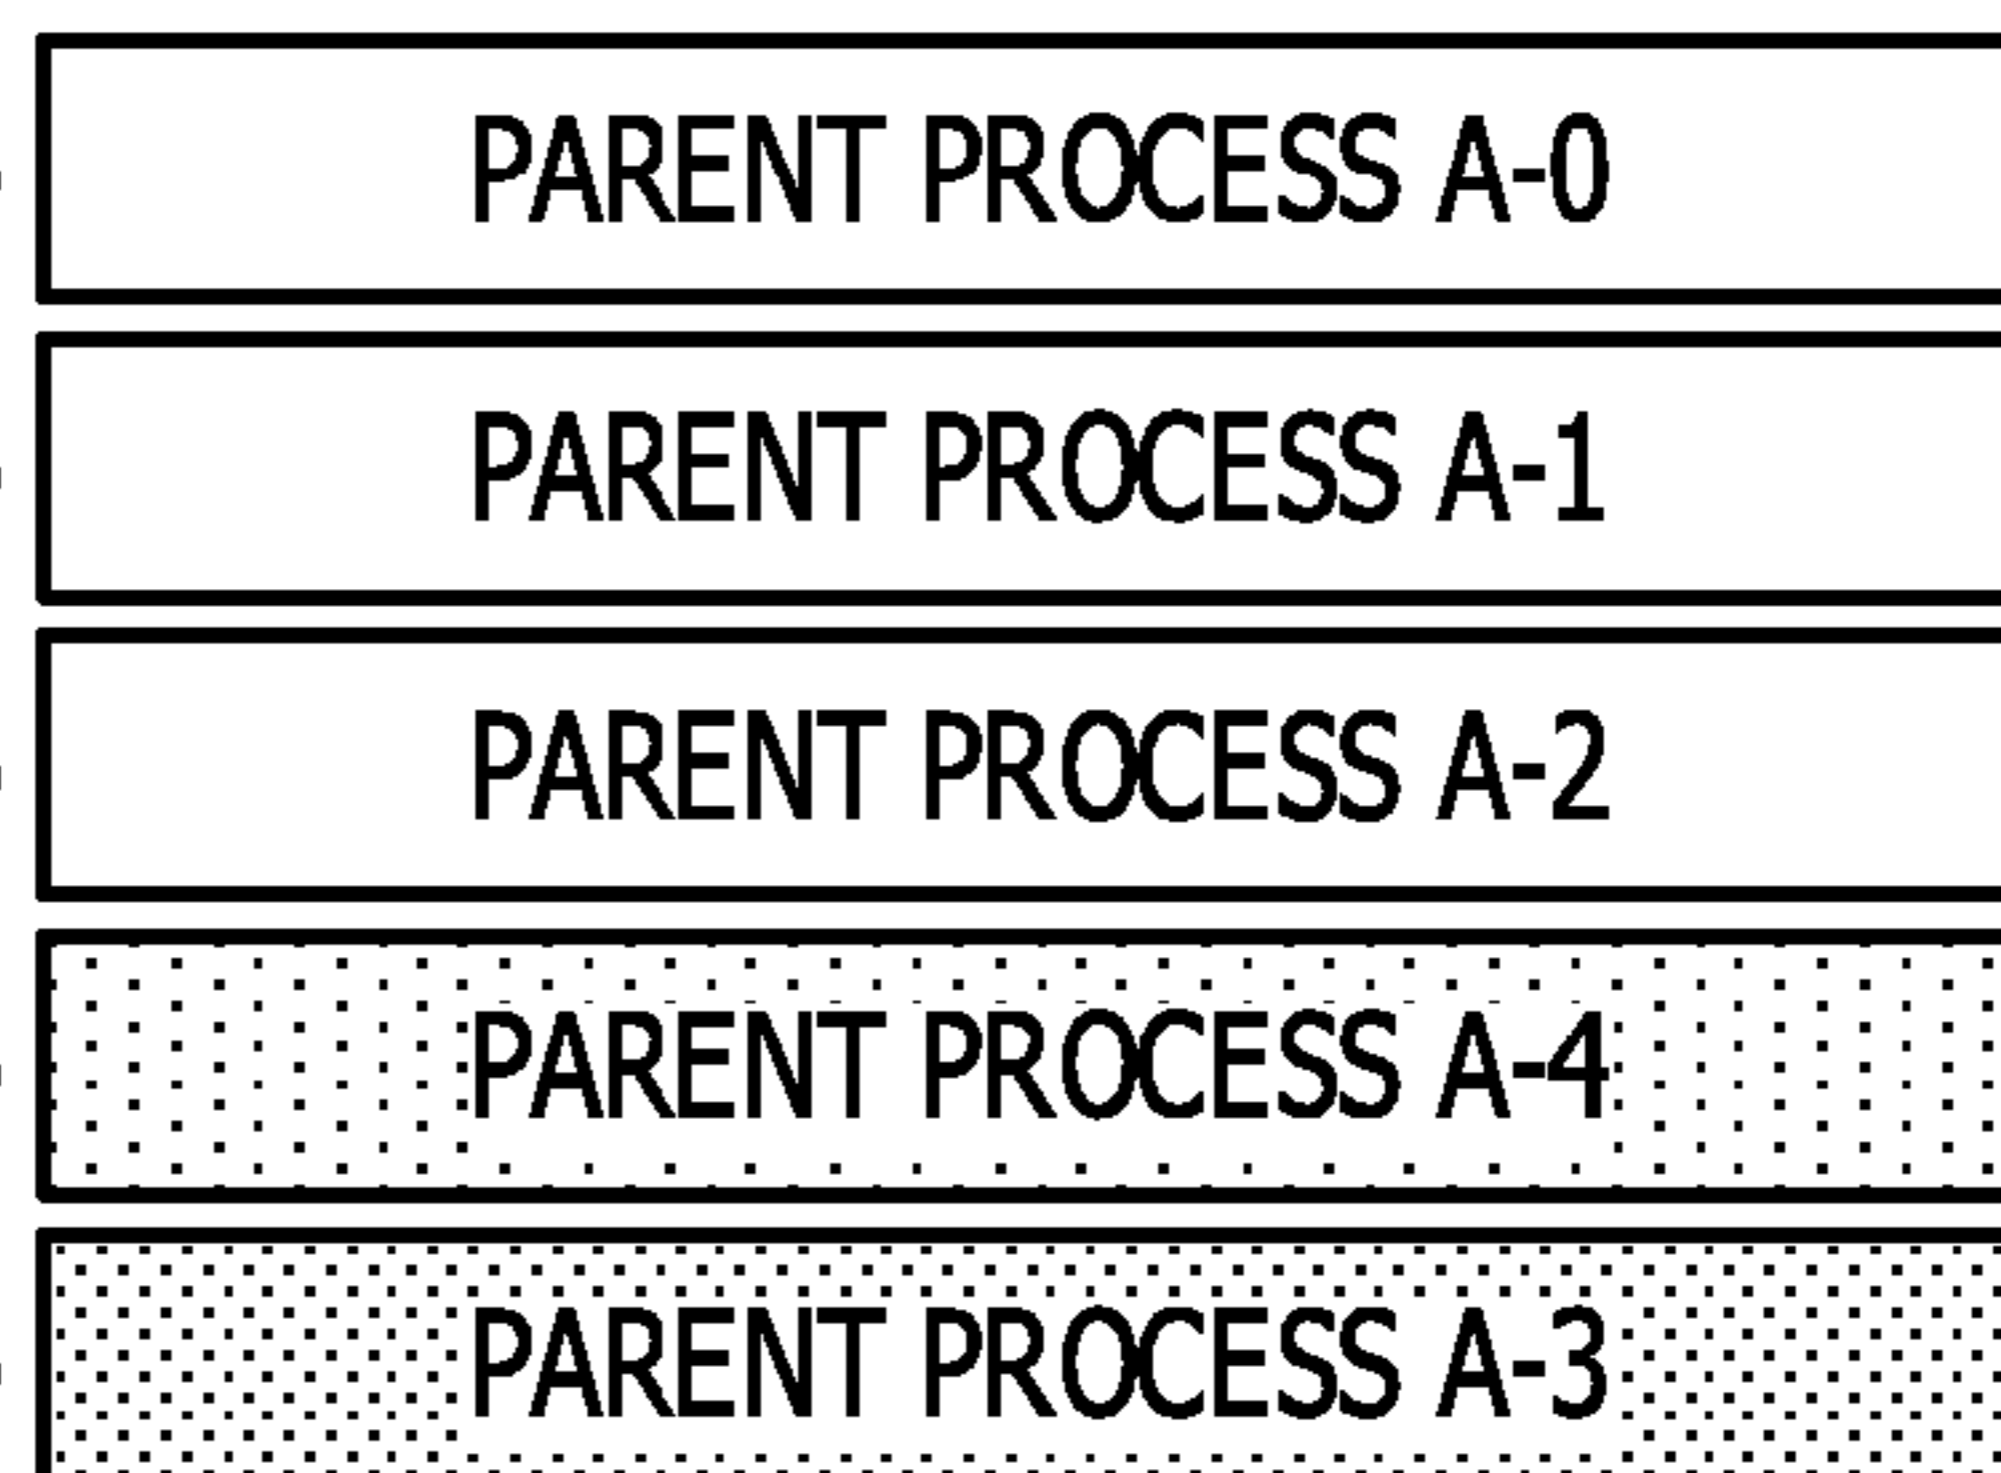 PARENT PROCESS A-0
PARENT PROCESS A-1
PARENT PROCESS A-2
PARENT PROCESS A-4
PARENT PROCESS A-3